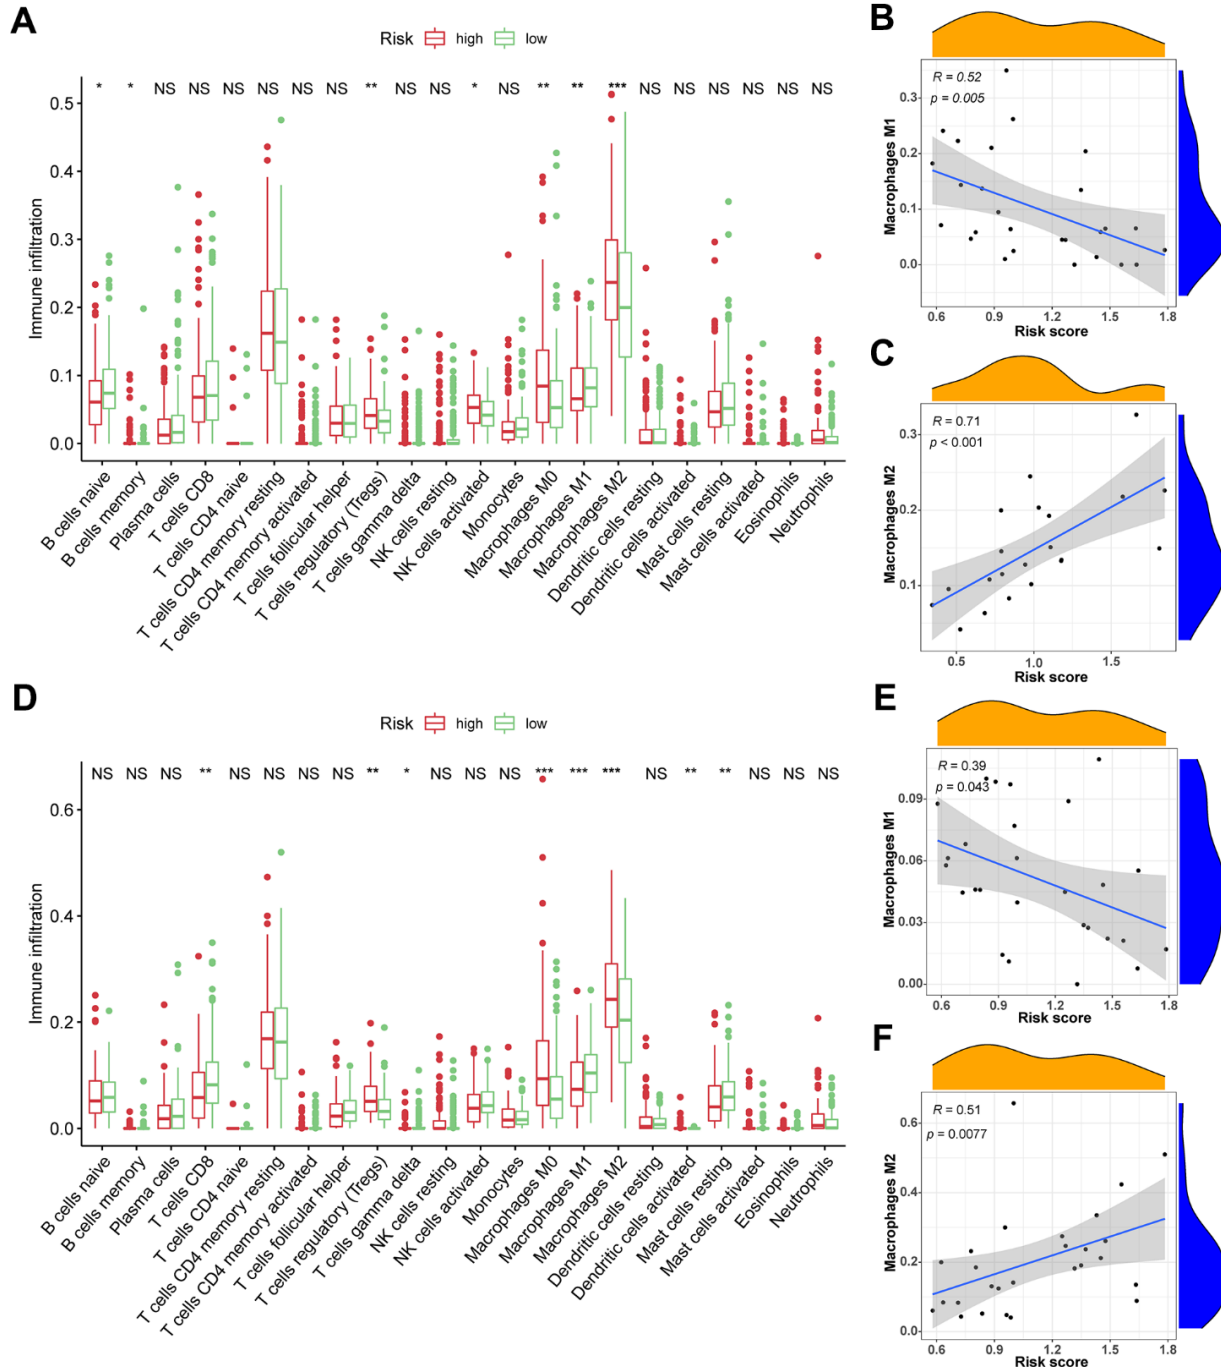 A
Risk high low
* * NS NS NS NS NS NS ** NS NS * NS ** ** *** NS NS NS NS NS NS
Immune infiltration
0.5
0.4
0.3
0.2
0.1
0.0
B cells naive
B cells memory
Plasma cells
T cells CD8
T cells CD4 naive
T cells CD4 memory resting
T cells CD4 memory activated
T cells follicular helper
T cells regulatory (Tregs)
T cells gamma delta
NK cells resting
NK cells activated
Monocytes
Macrophages M0
Macrophages M1
Macrophages M2
Dendritic cells resting
Dendritic cells activated
Mast cells resting
Mast cells activated
Eosinophils
Neutrophils
B
R = 0.52
p = 0.005
Macrophages M1
0.3
0.2
0.1
0.0
0.6 0.9 1.2 1.5 1.8
Risk score
C
R = 0.71
p < 0.001
Macrophages M2
0.3
0.2
0.1
0.5 1.0 1.5
Risk score
D
Risk high low
NS NS NS ** NS NS NS NS ** * NS NS NS *** *** *** NS ** ** NS NS NS
Immune infiltration
0.6
0.4
0.2
0.0
B cells naive
B cells memory
Plasma cells
T cells CD8
T cells CD4 naive
T cells CD4 memory resting
T cells CD4 memory activated
T cells follicular helper
T cells regulatory (Tregs)
T cells gamma delta
NK cells resting
NK cells activated
Monocytes
Macrophages M0
Macrophages M1
Macrophages M2
Dendritic cells resting
Dendritic cells activated
Mast cells resting
Mast cells activated
Eosinophils
Neutrophils
E
R = 0.39
p = 0.043
Macrophages M1
0.09
0.06
0.03
0.00
0.6 0.9 1.2 1.5 1.8
Risk score
F
R = 0.51
p = 0.0077
Macrophages M2
0.6
0.4
0.2
0.0
0.6 0.9 1.2 1.5 1.8
Risk score